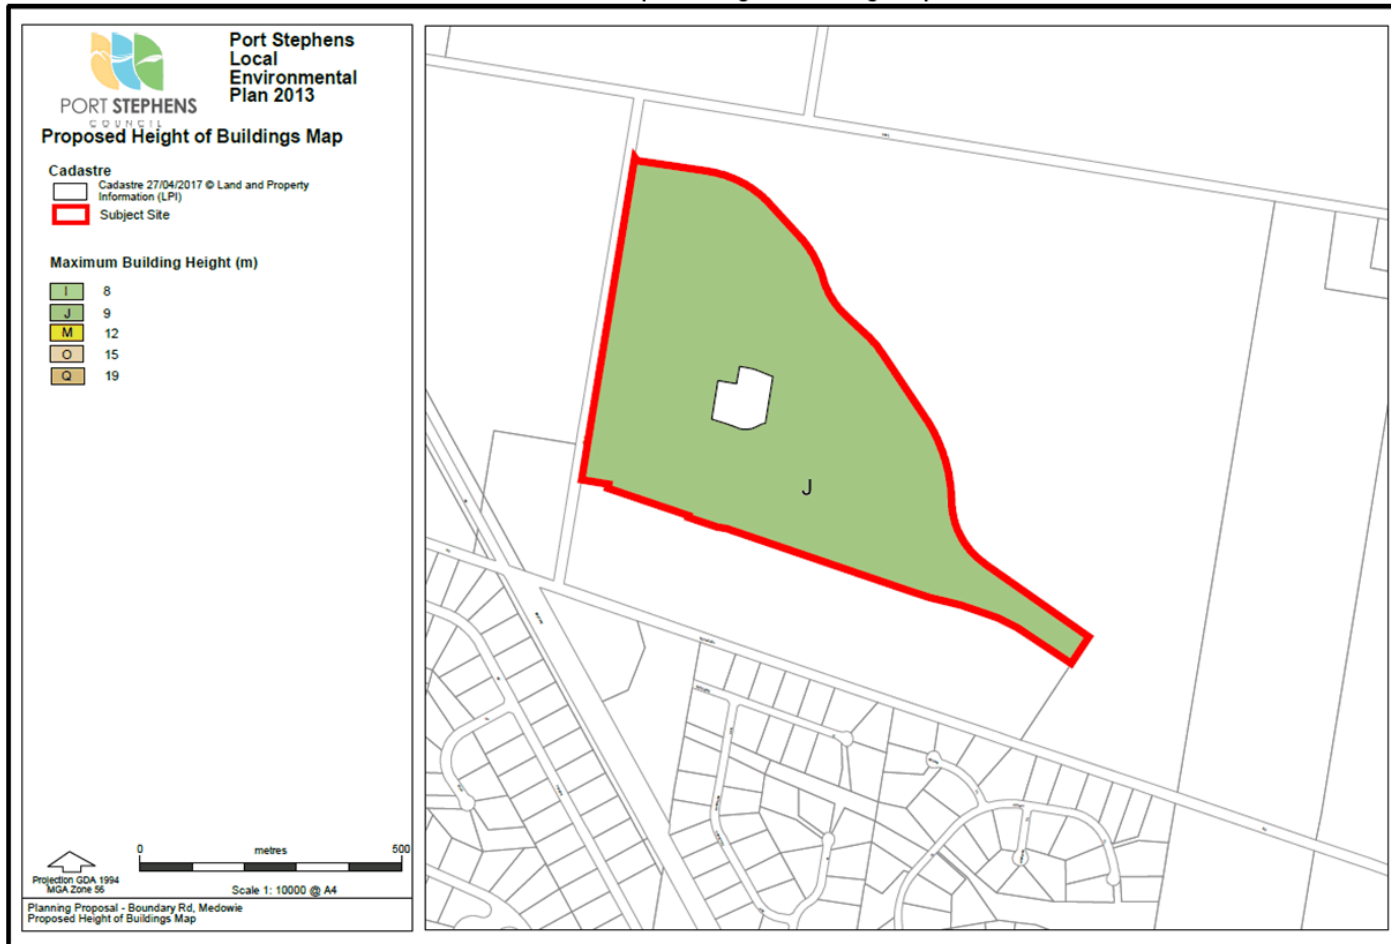 Port Stephens
Local
Environmental
Plan 2013
PORT STEPHENS
COUNCIL
Proposed Height of Buildings Map
Cadastre
Cadastre 27/04/2017 © Land and Property
Information (LPI)
Subject Site
Maximum Building Height (m)
I 8
J 9
M 12
O 15
Q 19
J
0 metres 500
Projection GDA 1994
MGA Zone 56
Scale 1: 10000 @ A4
Planning Proposal - Boundary Rd, Medowie
Proposed Height of Buildings Map